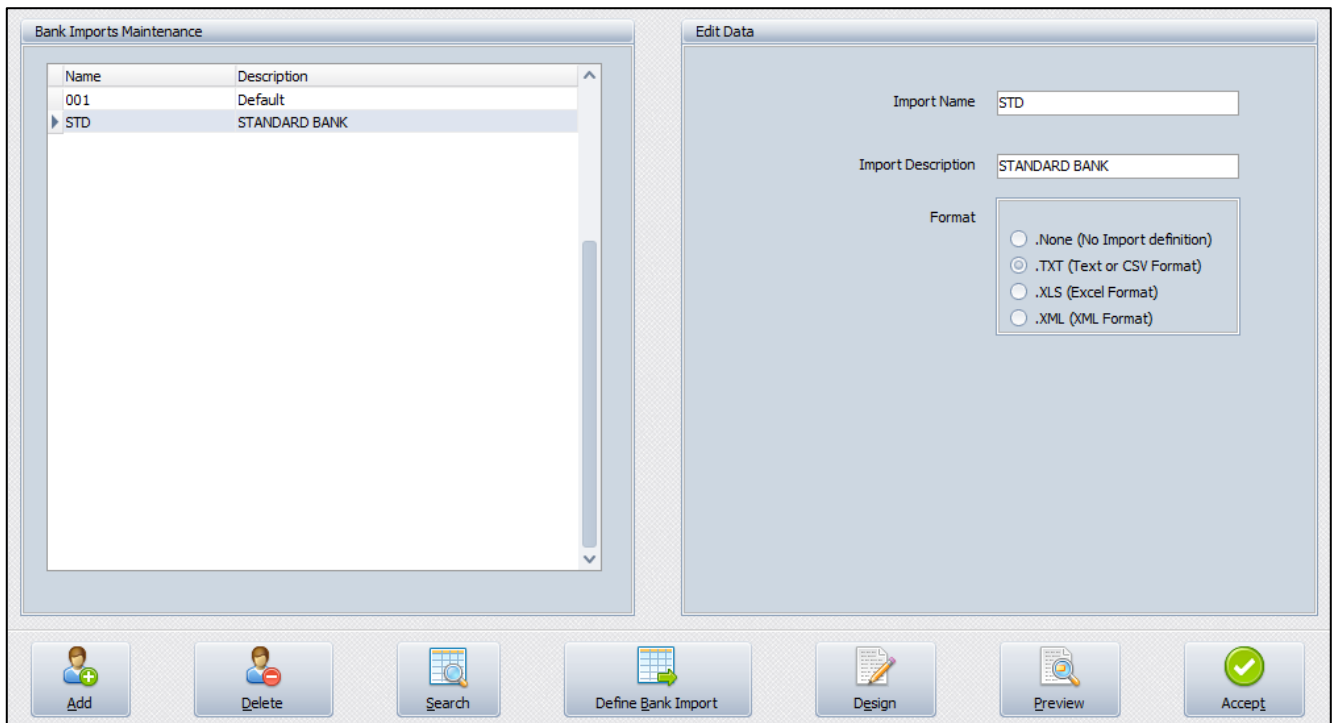 Bank Imports Maintenance
Name Description
001 Default
STD STANDARD BANK
Edit Data
Import Name STD
Import Description STANDARD BANK
Format
.None (No Import definition)
.TXT (Text or CSV Format)
.XLS (Excel Format)
.XML (XML Format)
Add Delete Search Define Bank Import Design Preview Accept